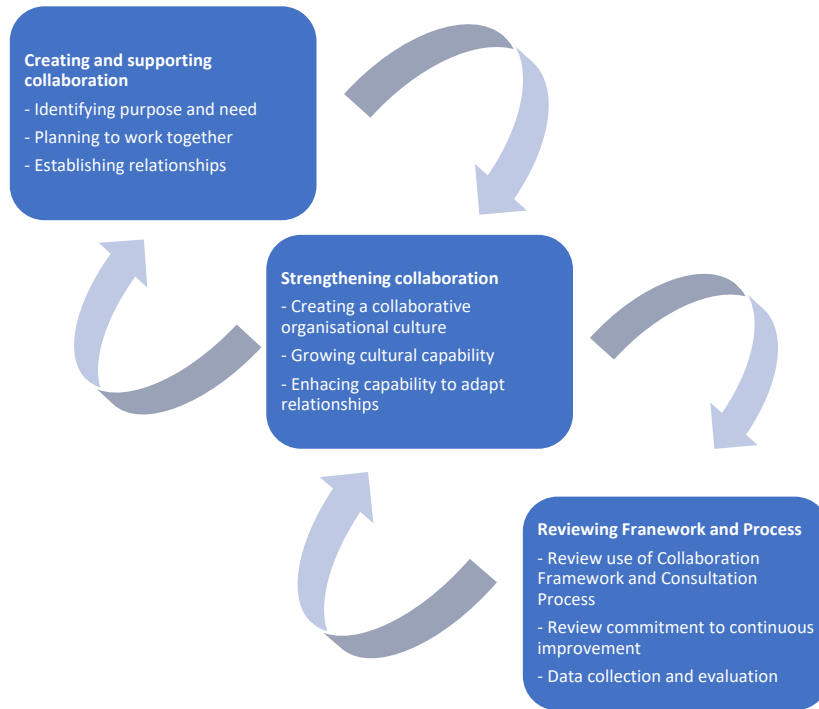 Creating and supporting
collaboration
- Identifying purpose and need
- Planning to work together
- Establishing relationships
Strengthening collaboration
- Creating a collaborative
organisational culture
- Growing cultural capability
- Enhacing capability to adapt
relationships
Reviewing Franework and Process
- Review use of Collaboration
Framework and Consultation
Process
- Review commitment to continuous
improvement
- Data collection and evaluation